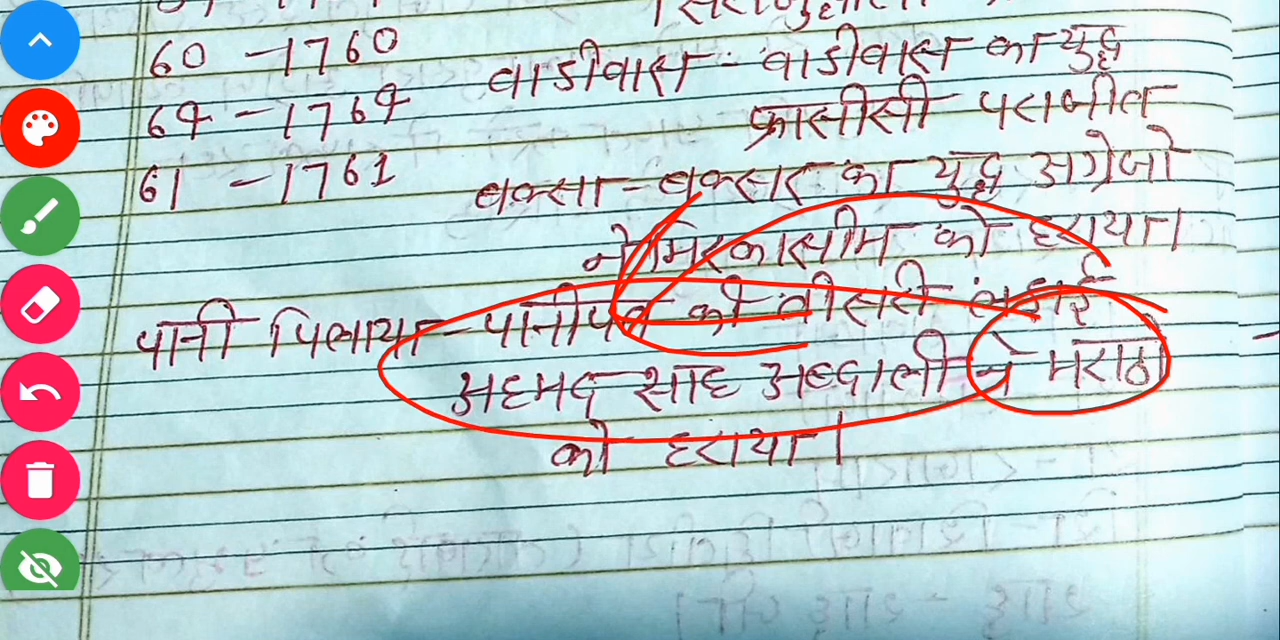 60 - 1760
वाडीवास - वाडीवास का युद्ध
64 - 1764
फ्रासीसी पराजीत
61 - 1761
बक्सा - बक्सर का युद्ध अग्रेजो
ने मिरकासीम को हराया।
पानी पिलाया - पानीपत की तीसरी लडाई
अहमद साह अब्दाली ने मराठो
को हराया।